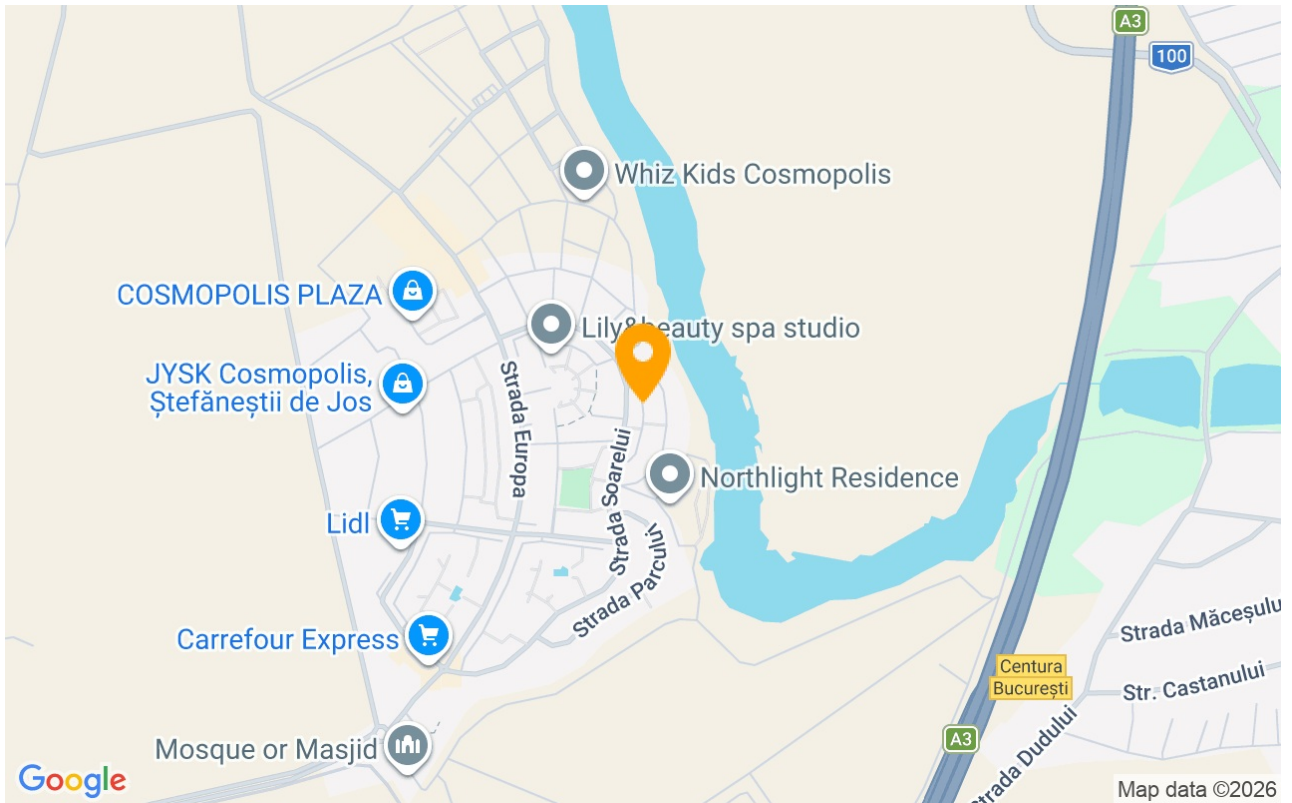 A3
100
Whiz Kids Cosmopolis
COSMOPOLIS PLAZA
Lily&beauty spa studio
JYSK Cosmopolis,
Ștefăneștii de Jos
Strada Europa
Strada Soarelui
Northlight Residence
Lidl
Strada Parcului
Carrefour Express
Strada Măceșulu
Centura
București
Str. Castanului
Mosque or Masjid
A3
Strada Dudului
Google
Map data ©2026